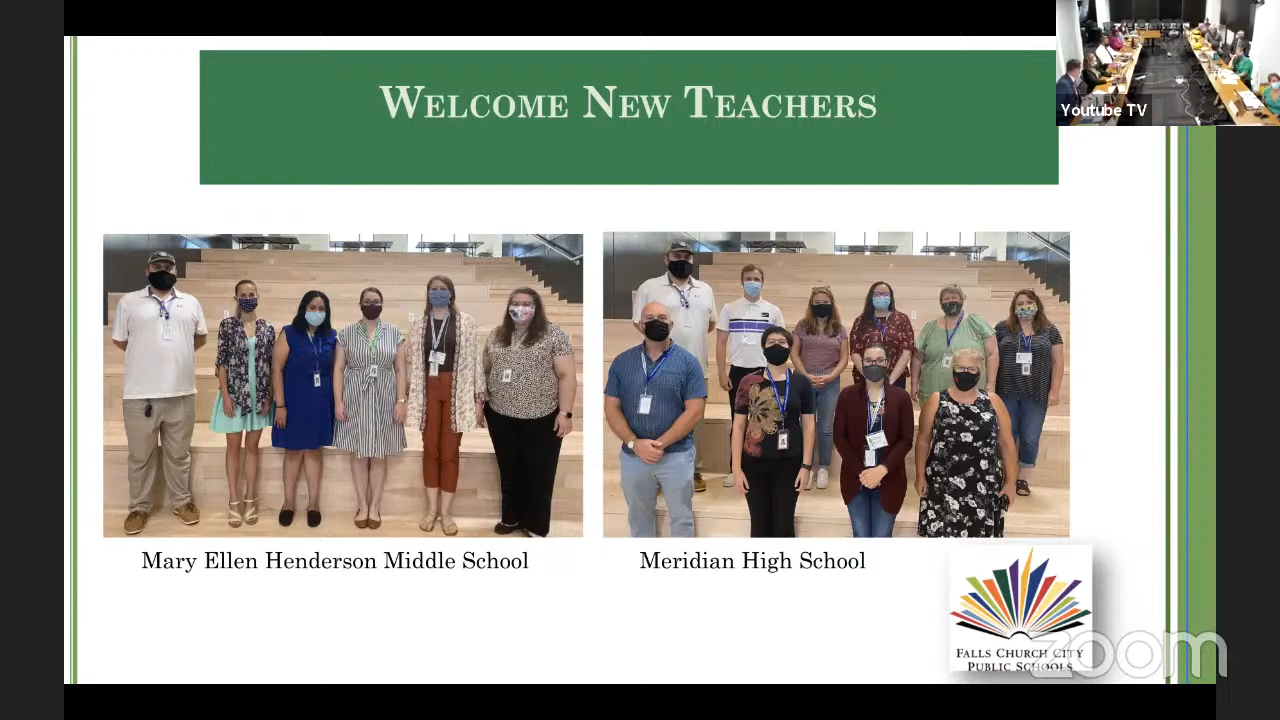 Welcome New Teachers
Youtube TV
Mary Ellen Henderson Middle School
Meridian High School
Falls Church City
Public Schools
zoom